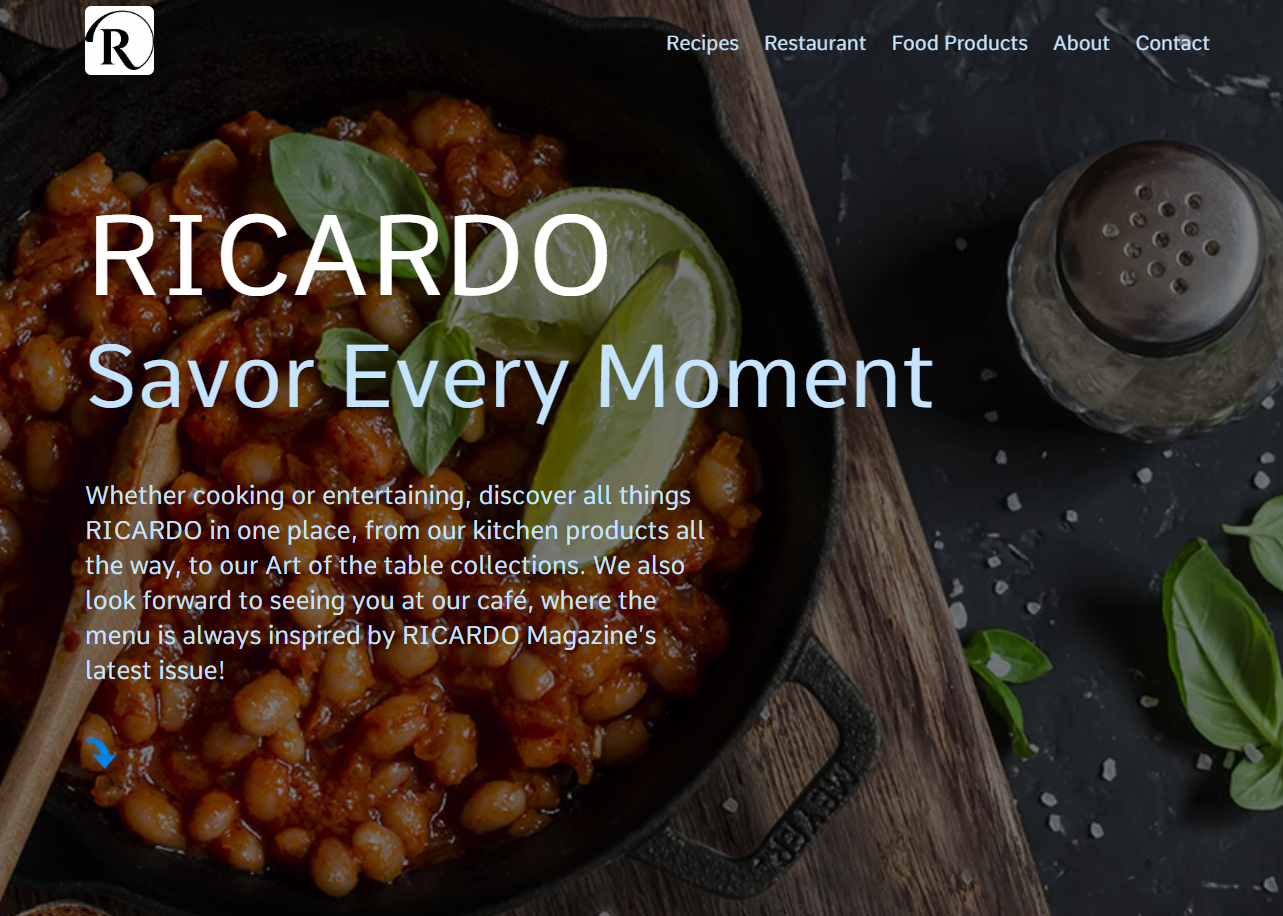 R
Recipes Restaurant Food Products About Contact
RICARDO
Savor Every Moment
Whether cooking or entertaining, discover all things
RICARDO in one place, from our kitchen products all
the way, to our Art of the table collections. We also
look forward to seeing you at our café, where the
menu is always inspired by RICARDO Magazine’s
latest issue!